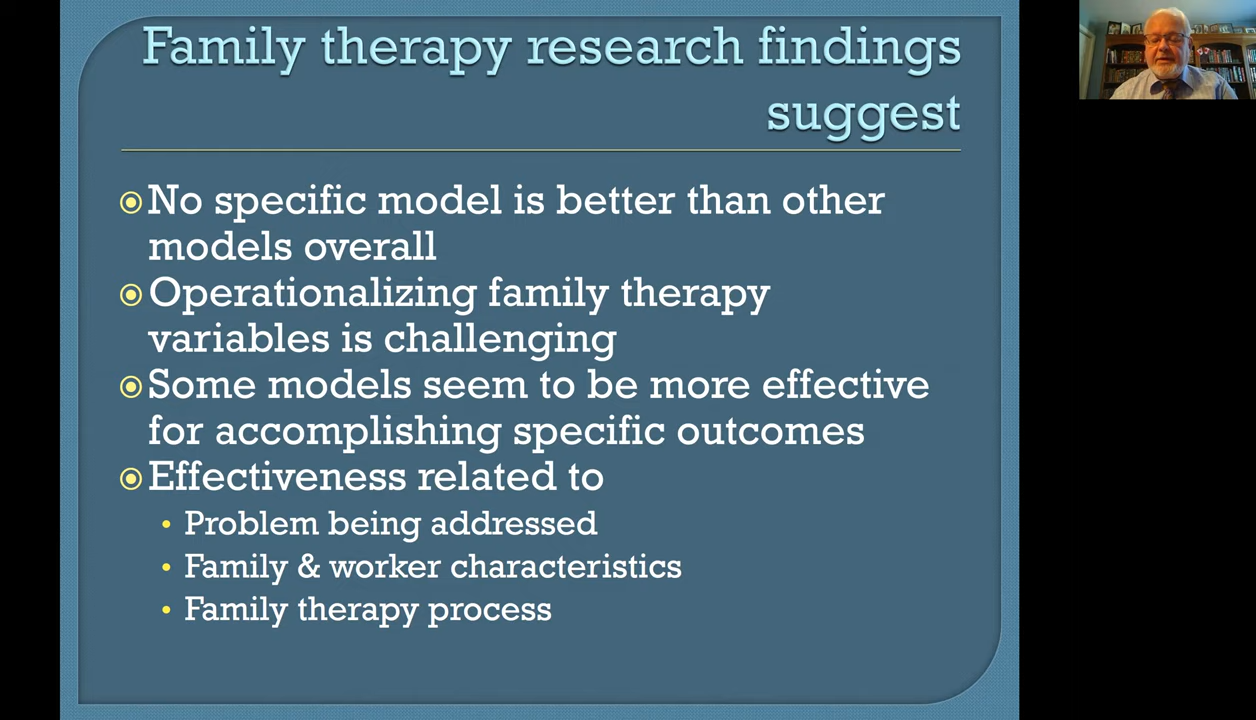 Family therapy research findings
suggest
No specific model is better than other
models overall
Operationalizing family therapy
variables is challenging
Some models seem to be more effective
for accomplishing specific outcomes
Effectiveness related to
• Problem being addressed
• Family & worker characteristics
• Family therapy process